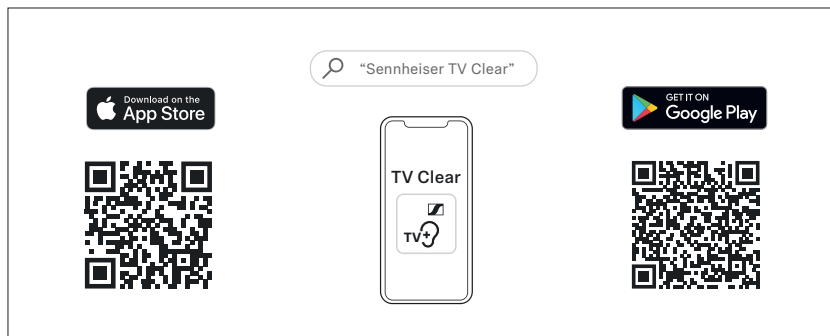 “Sennheiser TV Clear”
Download on the
App Store
GET IT ON
Google Play
TV Clear
TV+